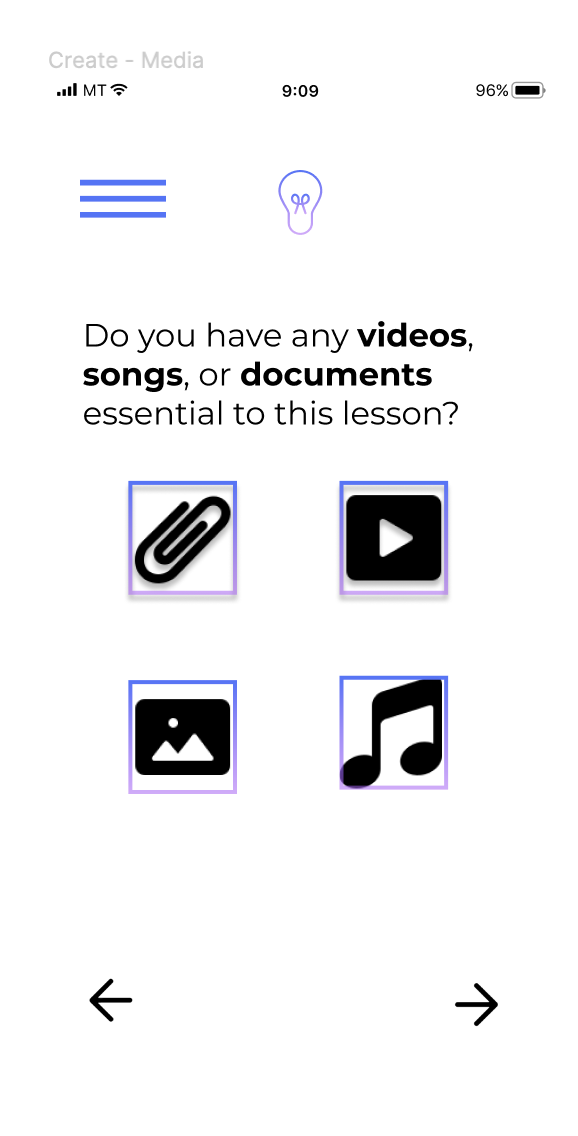 Create - Media
MT 9:09 96%
Do you have any videos,
songs, or documents
essential to this lesson?